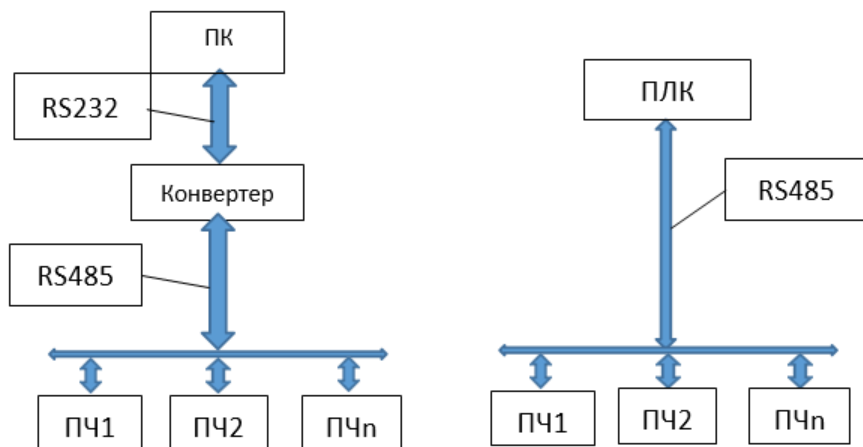 ПК
RS232
Конвертер
RS485
ПЧ1
ПЧ2
ПЧn
ПЛК
RS485
ПЧ1
ПЧ2
ПЧn